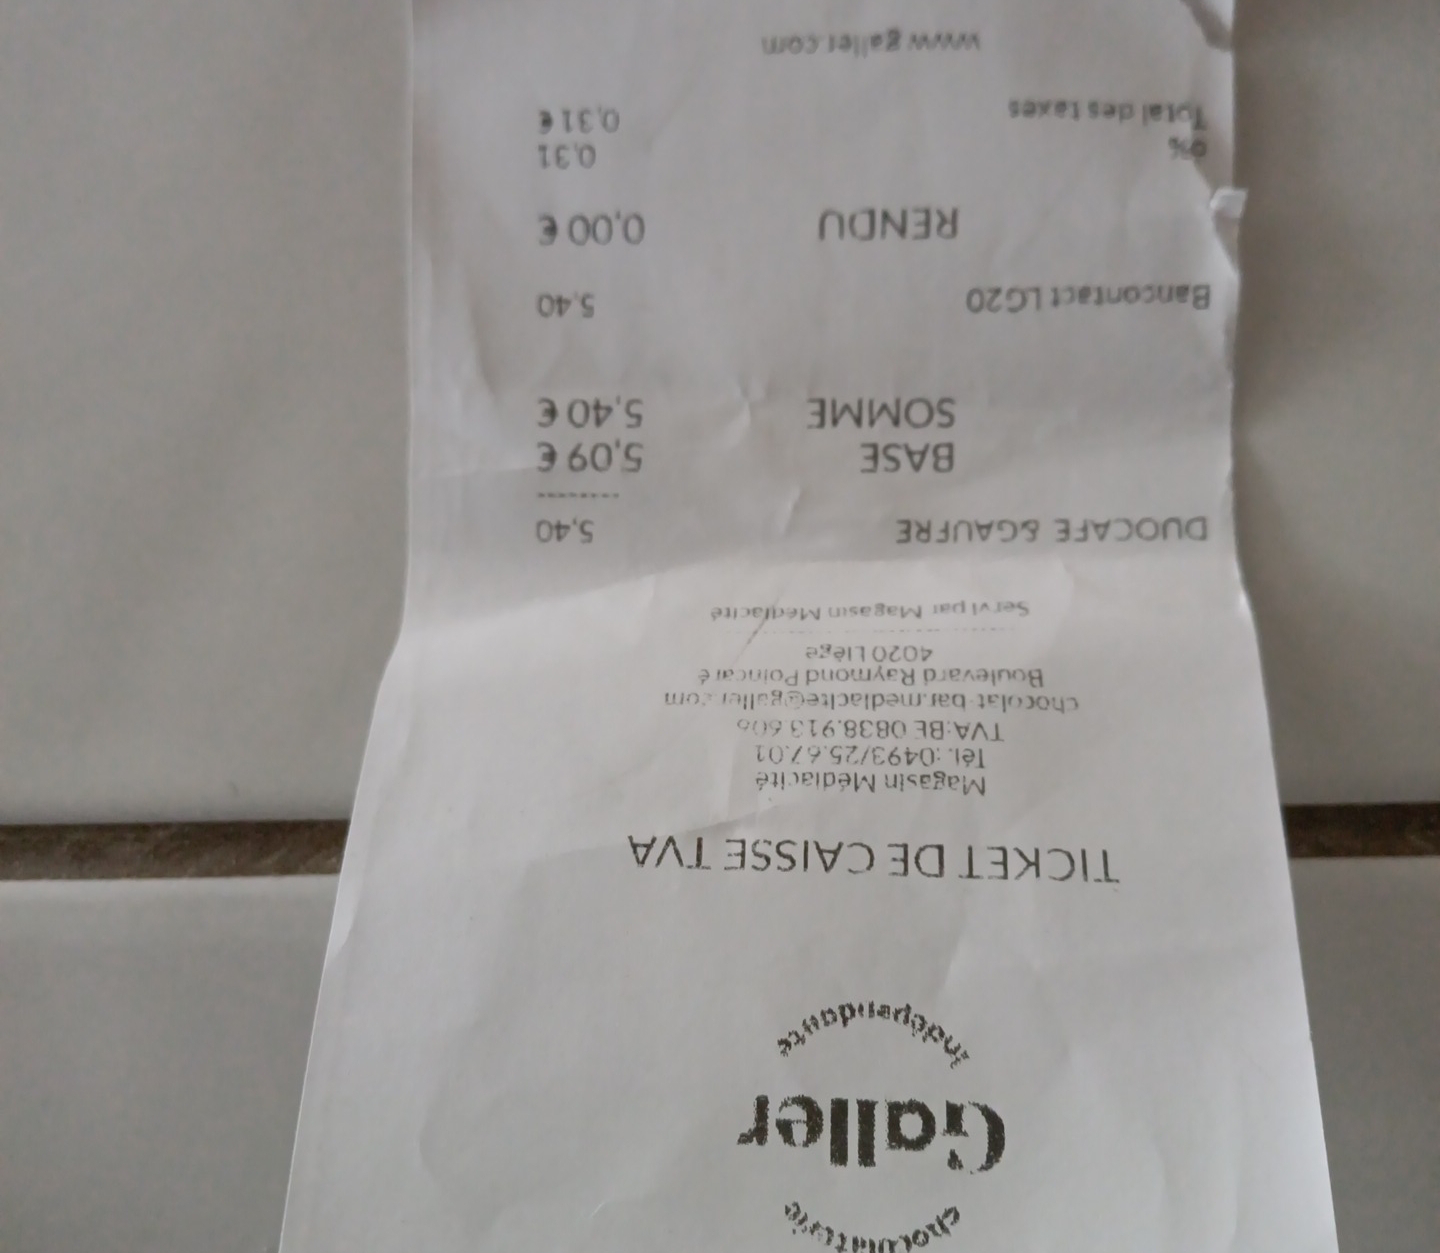 chocolaterie
Galler
indépendante
TICKET DE CAISSE TVA
Magasin Médiacité
Tél. :0493/25.67.01
TVA:BE 0838.913.606
chocolat-bar.mediacite@galler.com
Boulevard Raymond Poincaré
4020 Liège
Servi par Magasin Médiacité
DUOCAFE &GAUFRE 5,40
--------
BASE 5,09 €
SOMME 5,40 €
Bancontact LG20 5,40
RENDU 0,00 €
0,31
Total des taxes 0,31 €
www.galler.com